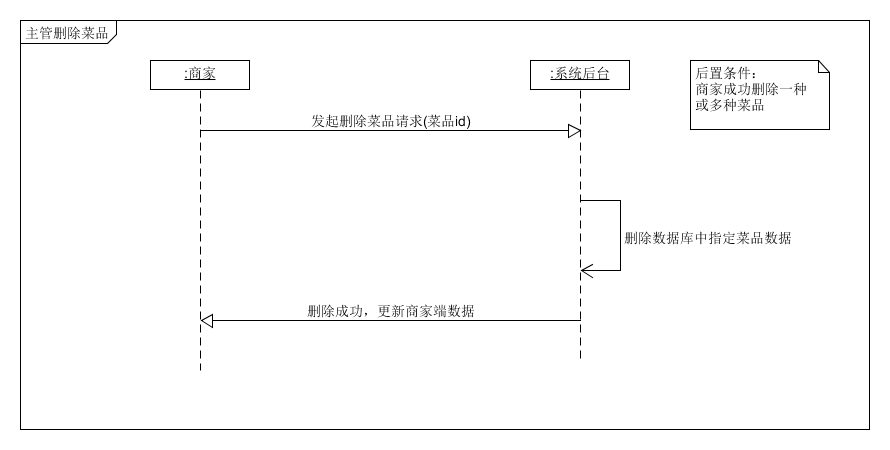 主管删除菜品
:商家
:系统后台
后置条件：
商家成功删除一种
或多种菜品
发起删除菜品请求(菜品id)
删除数据库中指定菜品数据
删除成功，更新商家端数据